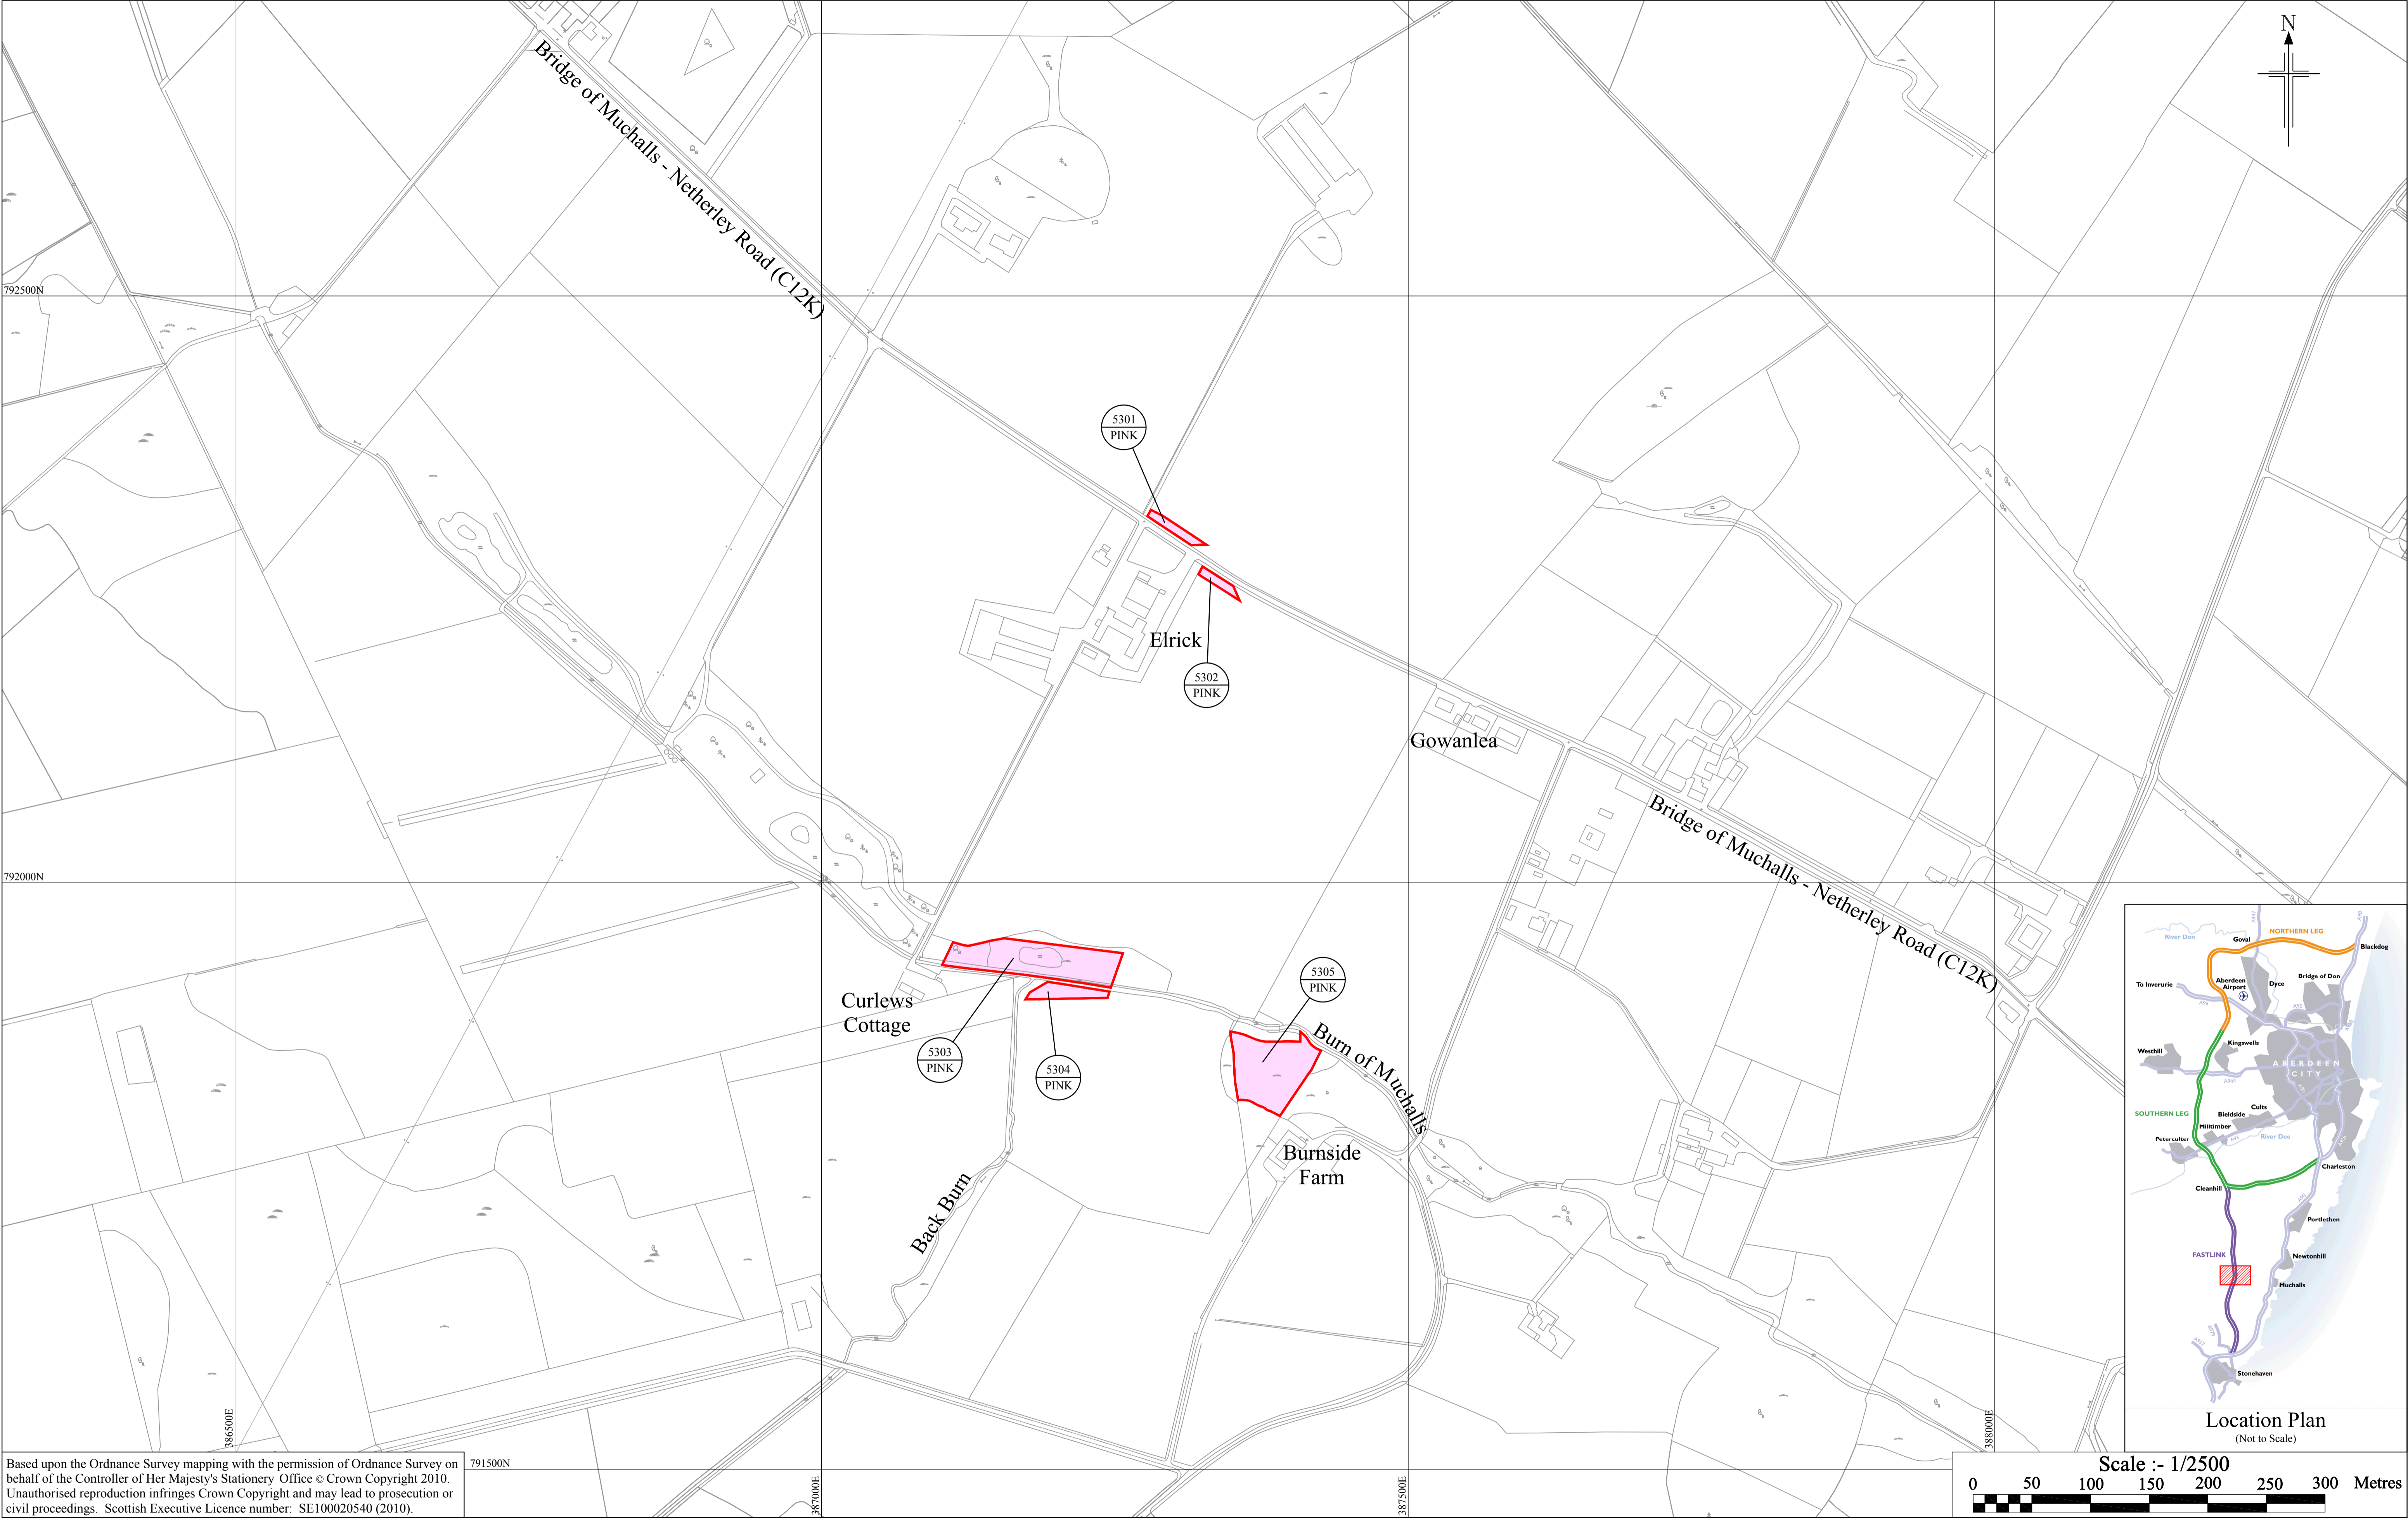 Bridge of Muchalls - Netherley Road (C12K)
N
792500N
5301
PINK
Elrick
5302
PINK
Gowanlea
Bridge of Muchalls - Netherley Road (C12K)
792000N
Curlews
Cottage
5303
PINK
5304
PINK
5305
PINK
Burn of Muchalls
Burnside
Farm
Back Burn
386500E
387000E
387500E
388000E
791500N
NORTHERN LEG
River Don
Goval
A947
A90
Blackdog
To Inverurie
A96
Aberdeen
Airport
Dyce
Bridge of Don
Westhill
Kingswells
A944
ABERDEEN
CITY
SOUTHERN LEG
Cults
Bieldside
Milltimber
Peterculter
A93
River Dee
Charleston
Cleanhill
A90
Portlethen
FASTLINK
Newtonhill
Muchalls
A957
Stonehaven
Location Plan
(Not to Scale)
Based upon the Ordnance Survey mapping with the permission of Ordnance Survey on
behalf of the Controller of Her Majesty's Stationery Office © Crown Copyright 2010.
Unauthorised reproduction infringes Crown Copyright and may lead to prosecution or
civil proceedings. Scottish Executive Licence number: SE100020540 (2010).
Scale :- 1/2500
0 50 100 150 200 250 300 Metres